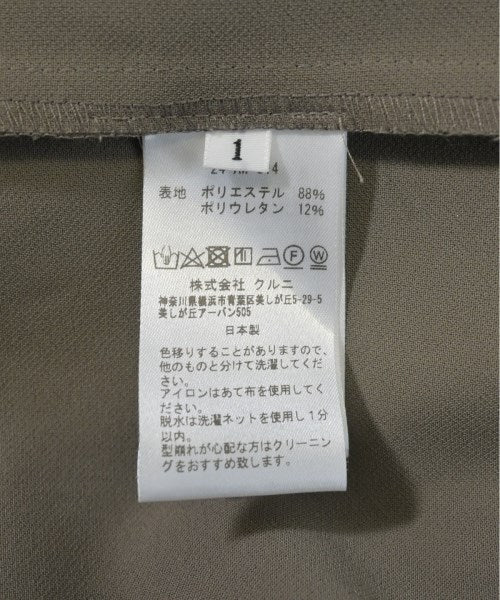 1
表地 ポリエステル 88%
ポリウレタン 12%
株式会社 クルニ
神奈川県横浜市青葉区美しが丘5-29-5
美しが丘アーバン505
日本製
色移りすることがありますので、
他のものと分けて洗濯してくだ
さい。
アイロンはあて布を使用してく
ださい。
脱水は洗濯ネットを使用し1分
以内。
型崩れが心配な方はクリーニン
グをおすすめ致します。